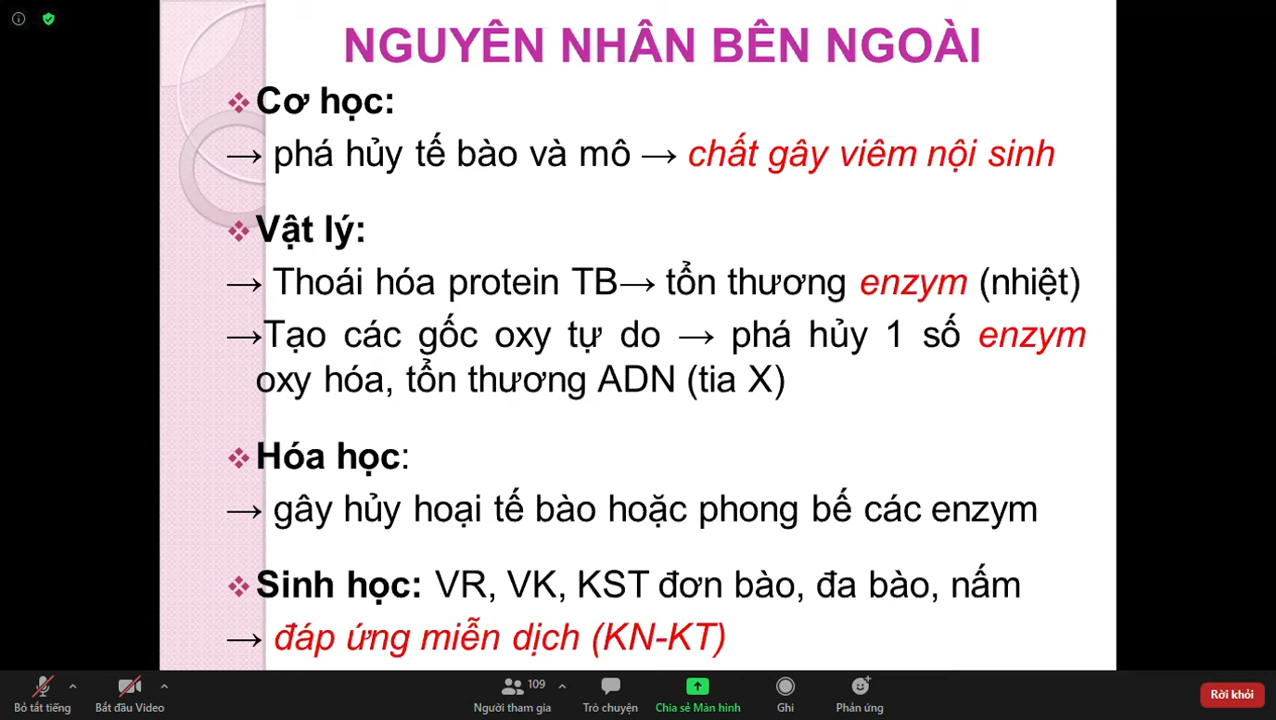 NGUYÊN NHÂN BÊN NGOÀI
❖ Cơ học:
→ phá hủy tế bào và mô → chất gây viêm nội sinh
❖ Vật lý:
→ Thoái hóa protein TB→ tổn thương enzym (nhiệt)
→Tạo các gốc oxy tự do → phá hủy 1 số enzym
oxy hóa, tổn thương ADN (tia X)
❖ Hóa học:
→ gây hủy hoại tế bào hoặc phong bế các enzym
❖ Sinh học: VR, VK, KST đơn bào, đa bào, nấm
→ đáp ứng miễn dịch (KN-KT)
109
Bỏ tắt tiếng Bắt đầu Video Người tham gia Trò chuyện Chia sẻ Màn hình Ghi Phản ứng Rời khỏi